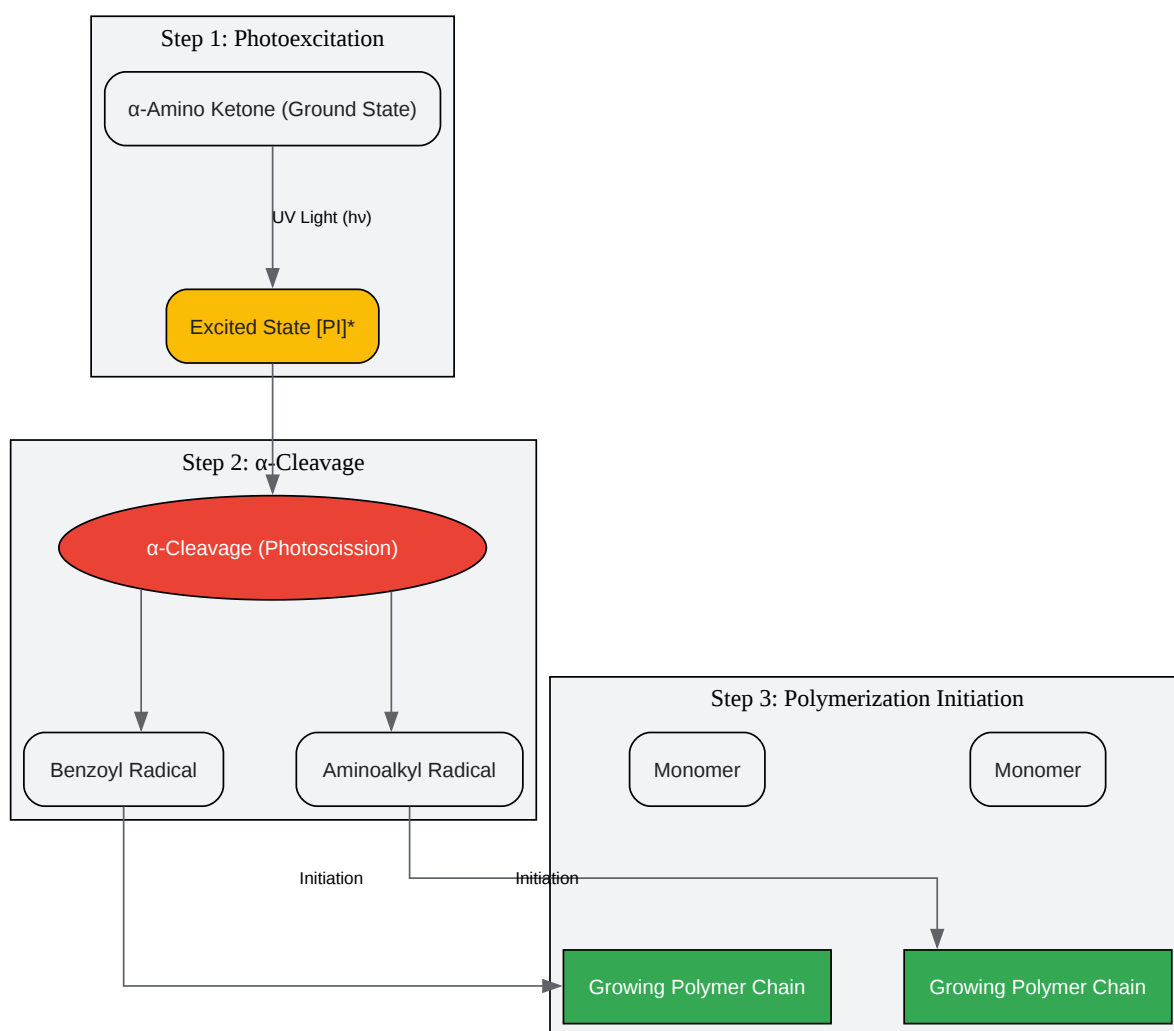 Step 1: Photoexcitation
α-Amino Ketone (Ground State)
UV Light (hν)
Excited State [PI]*
Step 2: α-Cleavage
α-Cleavage (Photoscission)
Benzoyl Radical
Aminoalkyl Radical
Step 3: Polymerization Initiation
Monomer
Monomer
Initiation
Initiation
Growing Polymer Chain
Growing Polymer Chain